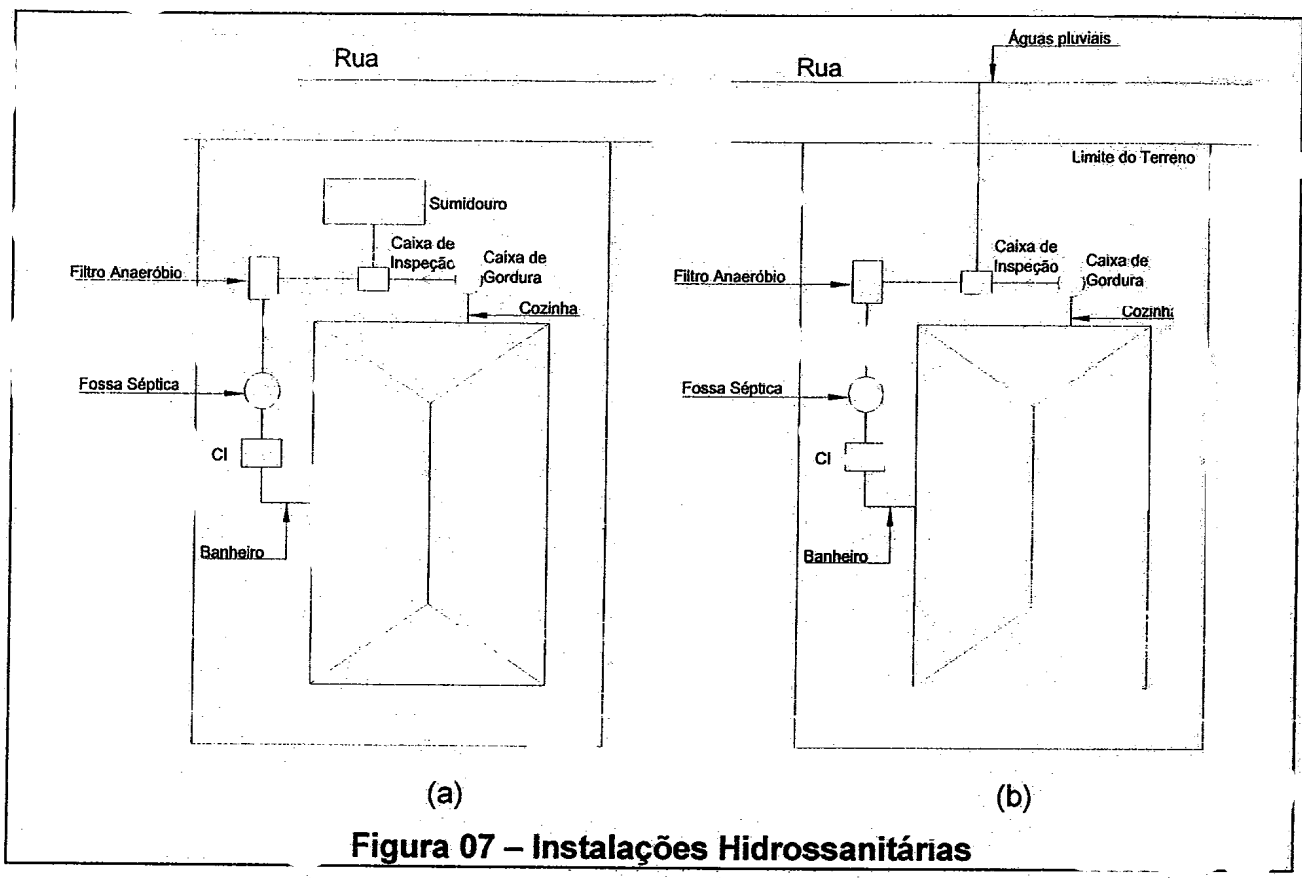 Rua
Sumidouro
Caixa de
Inspeção
Caixa de
Gordura
Filtro Anaeróbio
Cozinha
Fossa Séptica
CI
Banheiro
(a)
Águas pluviais
Rua
Limite do Terreno
Caixa de
Inspeção
Caixa de
Gordura
Filtro Anaeróbio
Cozinha
Fossa Séptica
CI
Banheiro
(b)
Figura 07 – Instalações Hidrossanitárias